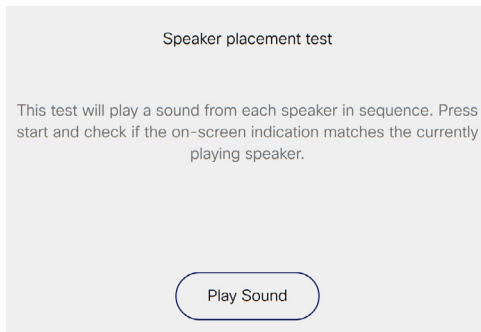 Speaker placement test
This test will play a sound from each speaker in sequence. Press
start and check if the on-screen indication matches the currently
playing speaker.
Play Sound